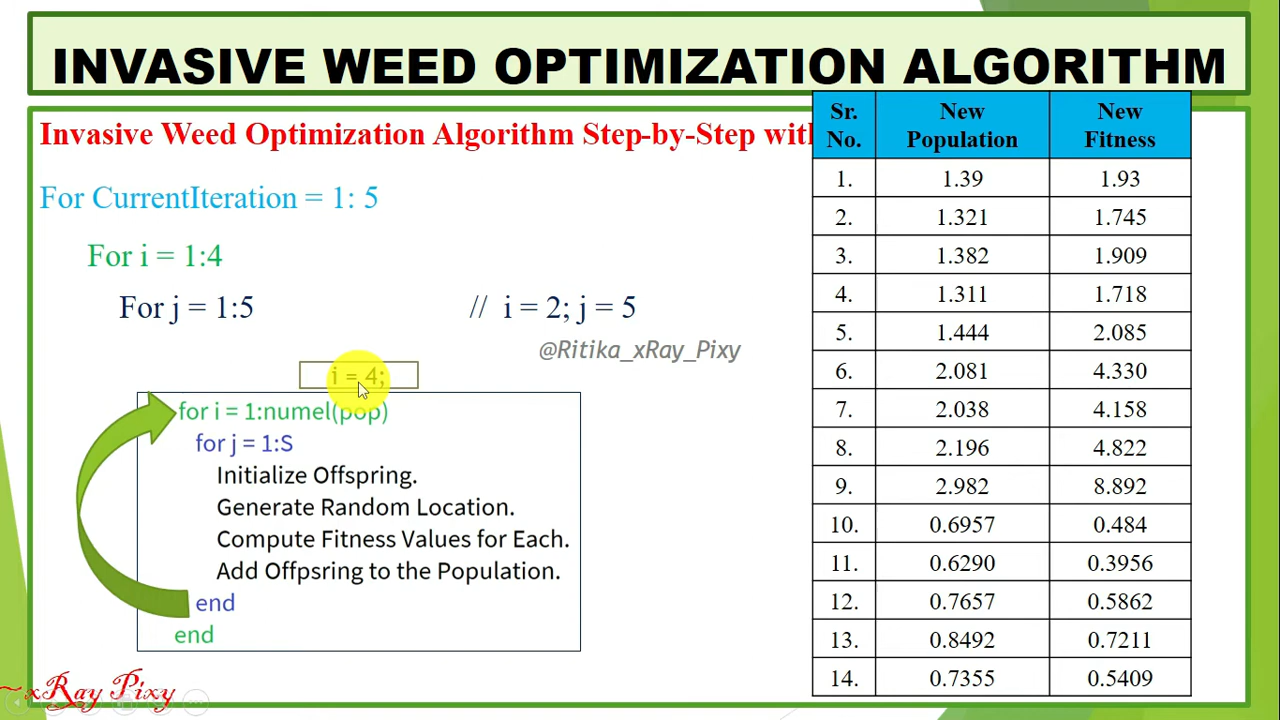 INVASIVE WEED OPTIMIZATION ALGORITHM
Invasive Weed Optimization Algorithm Step-by-Step with
For CurrentIteration = 1: 5
For i = 1:4
For j = 1:5 // i = 2; j = 5
@Ritika_xRay_Pixy
i = 4;
for i = 1:numel(pop)
for j = 1:S
Initialize Offspring.
Generate Random Location.
Compute Fitness Values for Each.
Add Offpsring to the Population.
end
end
~xRay Pixy
Sr. No. New Population New Fitness
1. 1.39 1.93
2. 1.321 1.745
3. 1.382 1.909
4. 1.311 1.718
5. 1.444 2.085
6. 2.081 4.330
7. 2.038 4.158
8. 2.196 4.822
9. 2.982 8.892
10. 0.6957 0.484
11. 0.6290 0.3956
12. 0.7657 0.5862
13. 0.8492 0.7211
14. 0.7355 0.5409